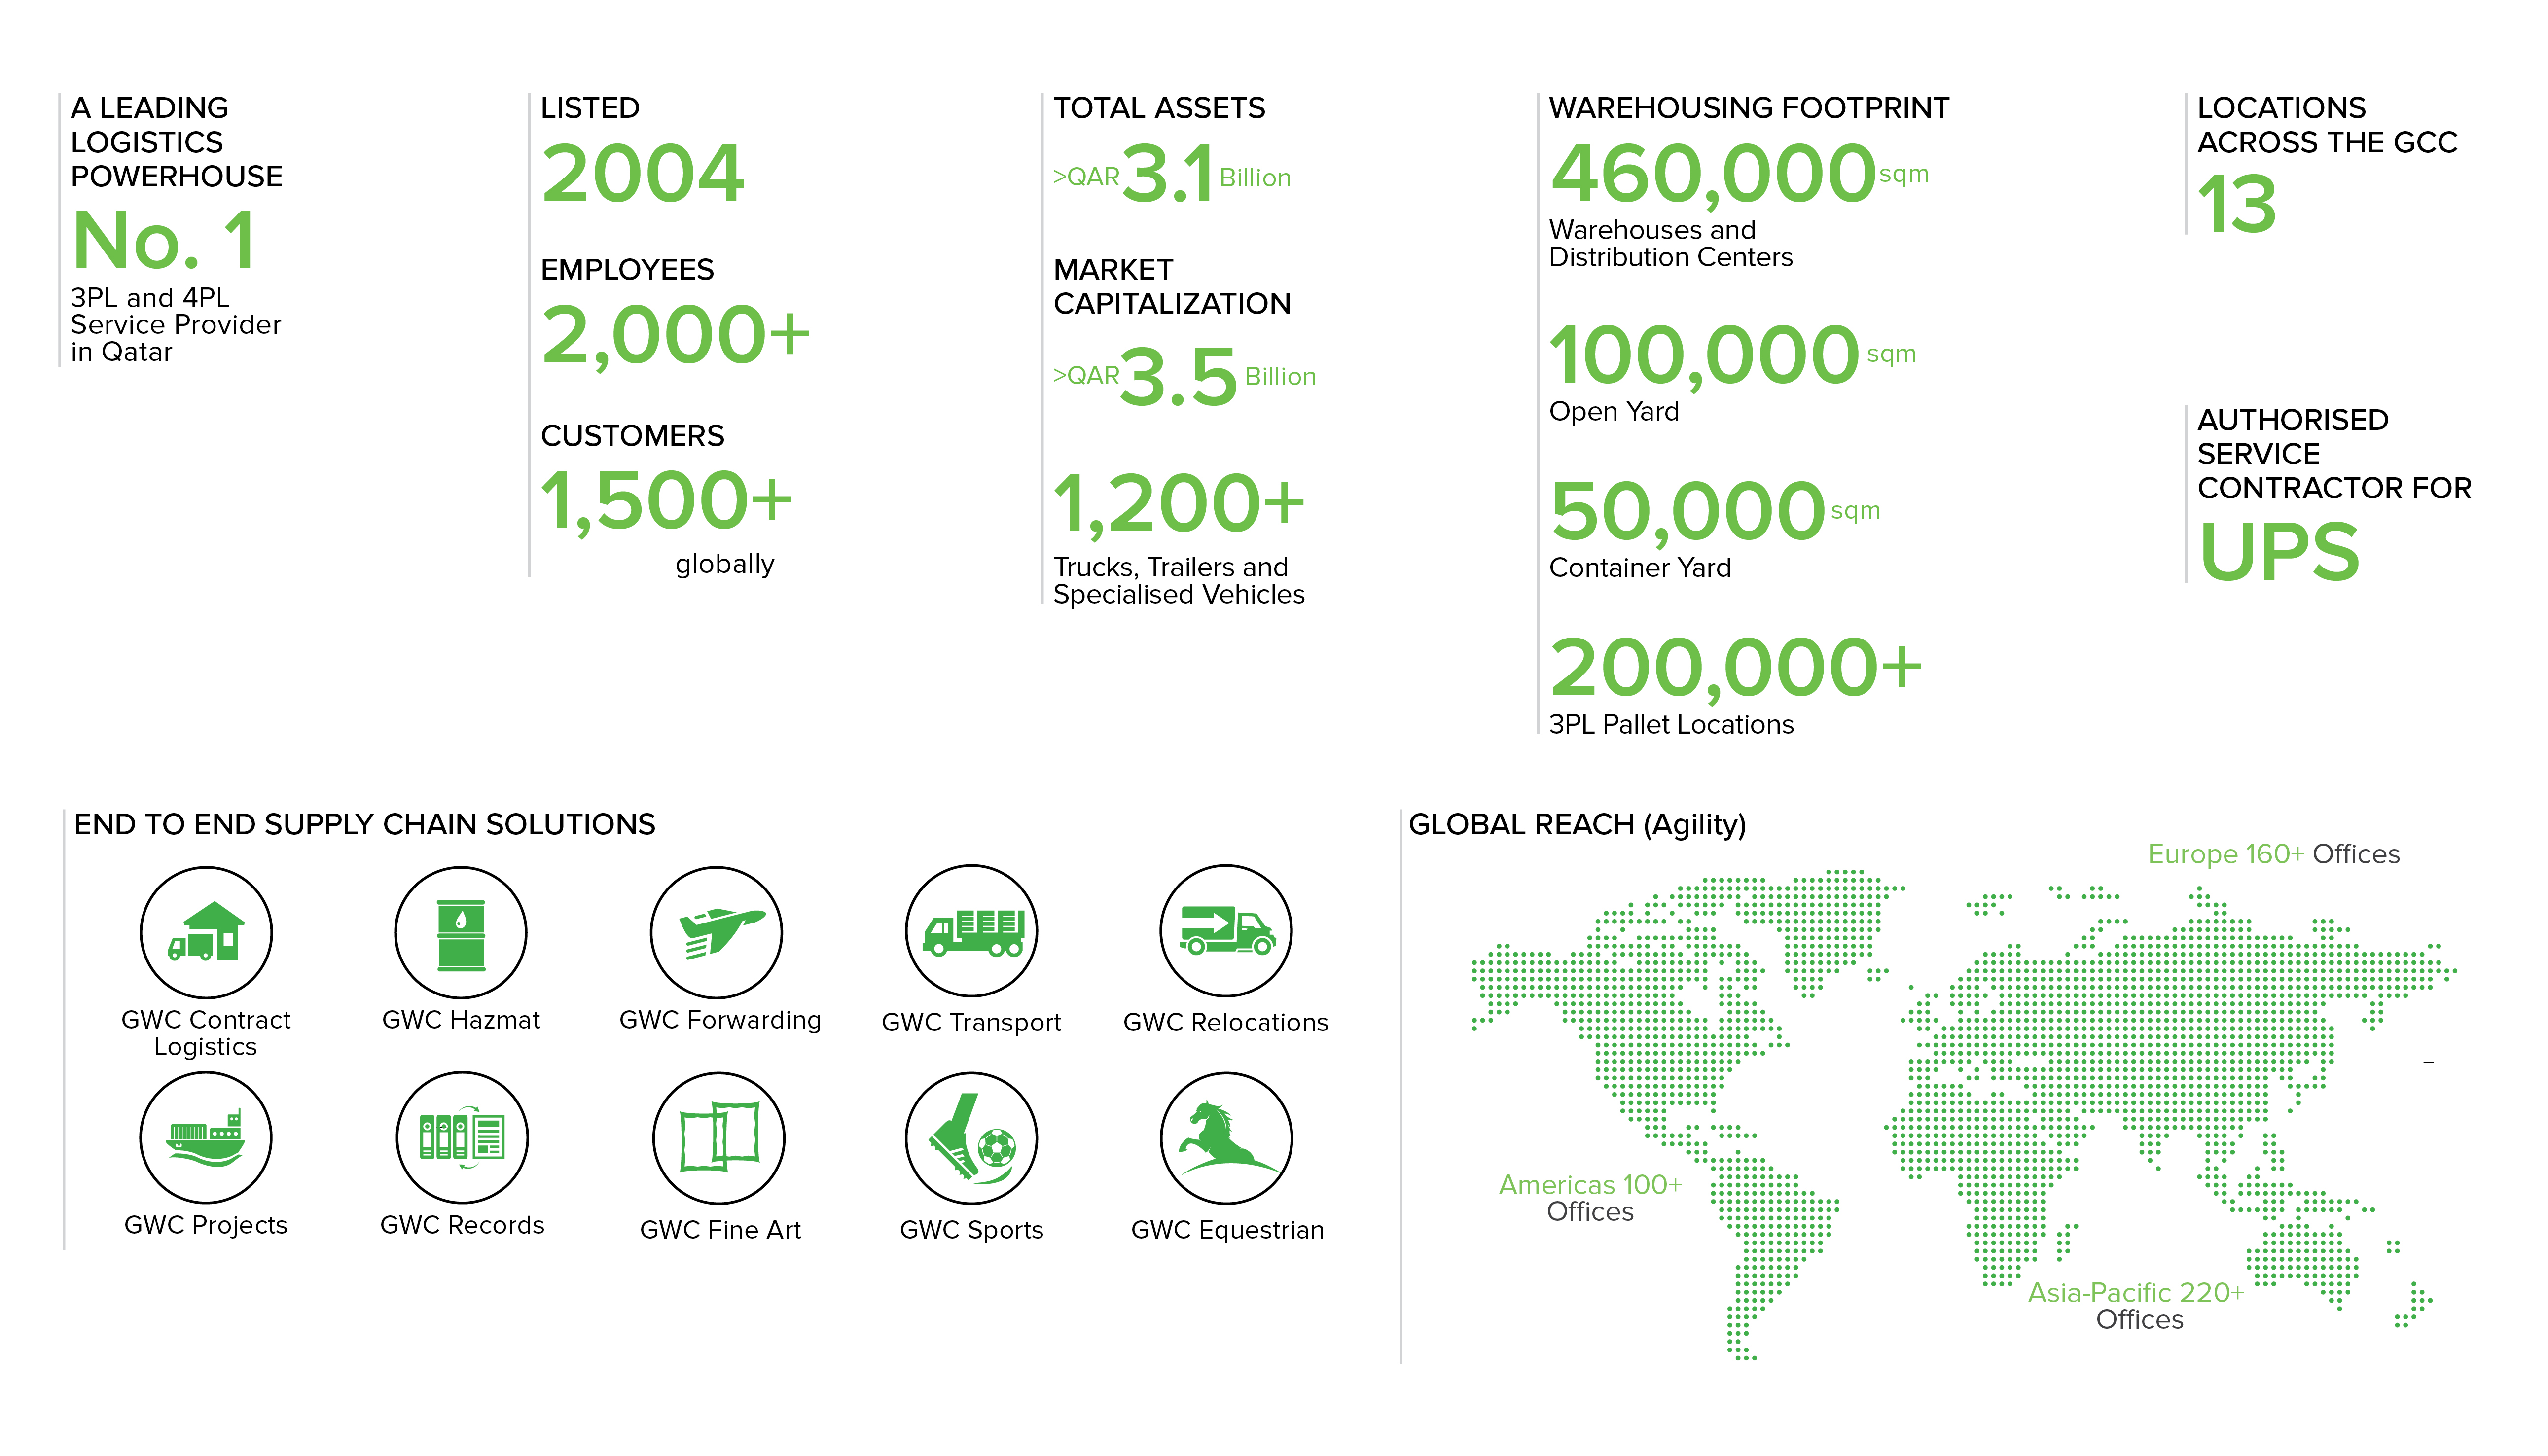 A LEADING
LOGISTICS
POWERHOUSE
No. 1
3PL and 4PL
Service Provider
in Qatar
LISTED
2004
EMPLOYEES
2,000+
CUSTOMERS
1,500+
globally
TOTAL ASSETS
>QAR 3.1 Billion
MARKET
CAPITALIZATION
>QAR 3.5 Billion
1,200+
Trucks, Trailers and
Specialised Vehicles
WAREHOUSING FOOTPRINT
460,000 sqm
Warehouses and
Distribution Centers
100,000 sqm
Open Yard
50,000 sqm
Container Yard
200,000+
3PL Pallet Locations
LOCATIONS
ACROSS THE GCC
13
AUTHORISED
SERVICE
CONTRACTOR FOR
UPS
END TO END SUPPLY CHAIN SOLUTIONS
GWC Contract
Logistics
GWC Hazmat
GWC Forwarding
GWC Transport
GWC Relocations
GWC Projects
GWC Records
GWC Fine Art
GWC Sports
GWC Equestrian
GLOBAL REACH (Agility)
Europe 160+ Offices
–
Americas 100+
Offices
Asia-Pacific 220+
Offices